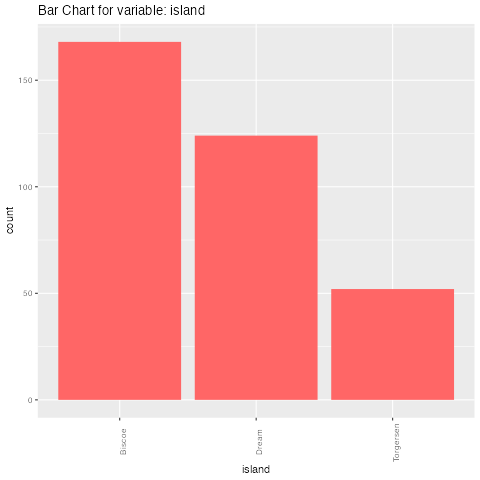 Bar Chart for variable: island
count
150
100
50
0
Biscoe
Dream
Torgersen
island